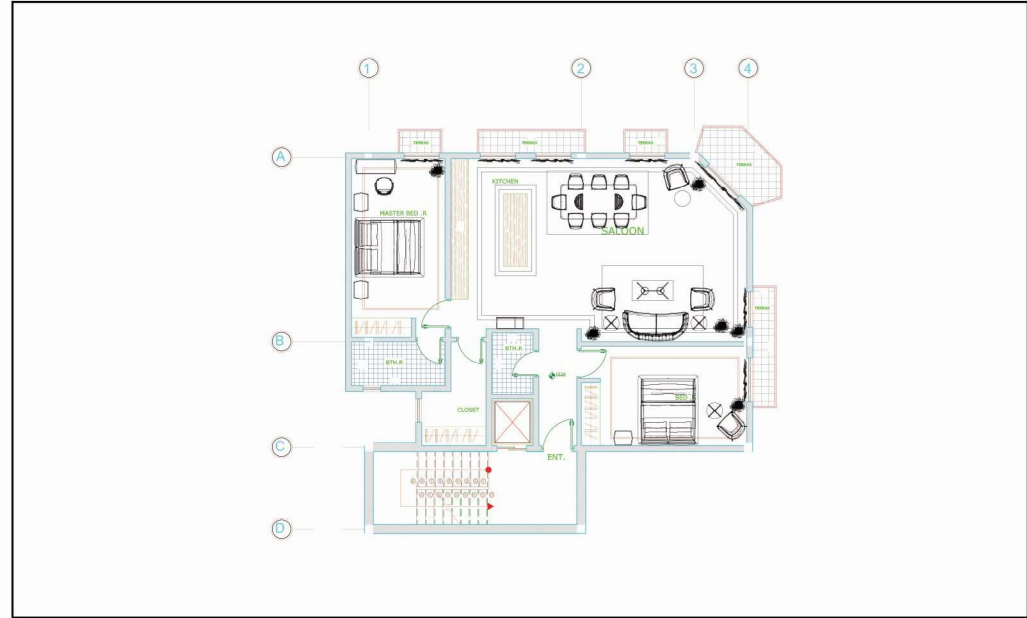 1
2
3
4
TERRAS
TERRAS
TERRAS
TERRAS
A
KITCHEN
MASTER BED .R
SALOON
TERRAS
B
BTH.R
BTH.R
BED
CLOSET
C
ENT.
D